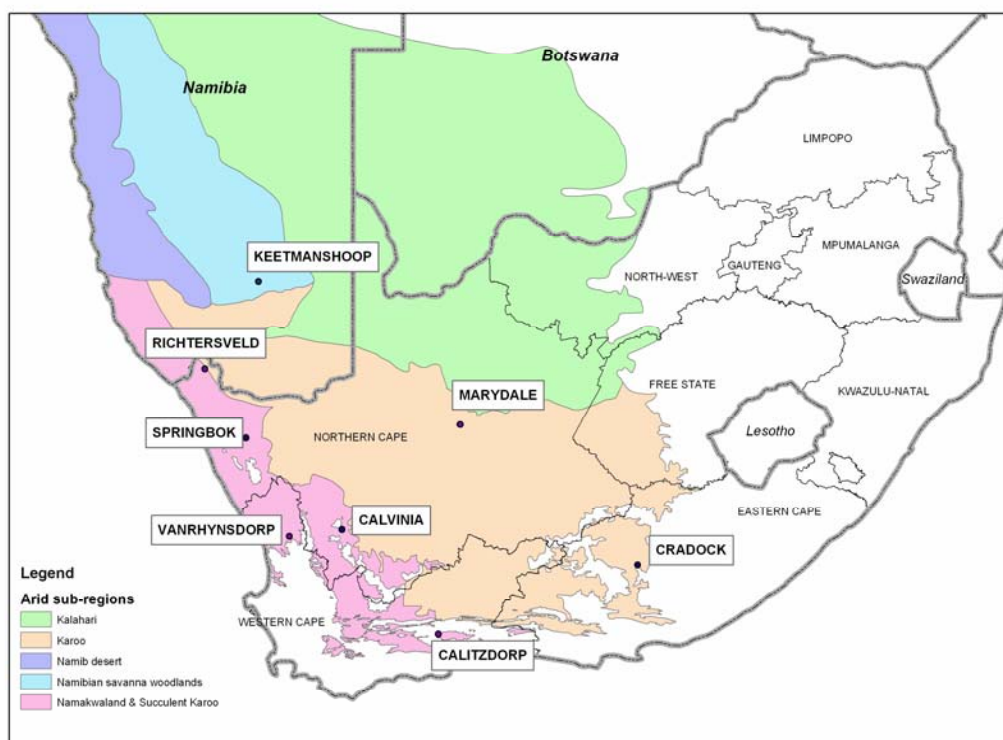 Botswana
Namibia
LIMPOPO
MPUMALANGA
KEETMANSHOOP
NORTH-WEST
GAUTENG
Swaziland
RICHTERSVELD
MARYDALE
FREE STATE
KWAZULU-NATAL
SPRINGBOK
NORTHERN CAPE
Lesotho
VANRHYNSDORP
CALVINIA
EASTERN CAPE
CRADOCK
WESTERN CAPE
CALITZDORP
Legend
Arid sub-regions
Kalahari
Karoo
Namib desert
Namibian savanna woodlands
Namakwaland & Succulent Karoo